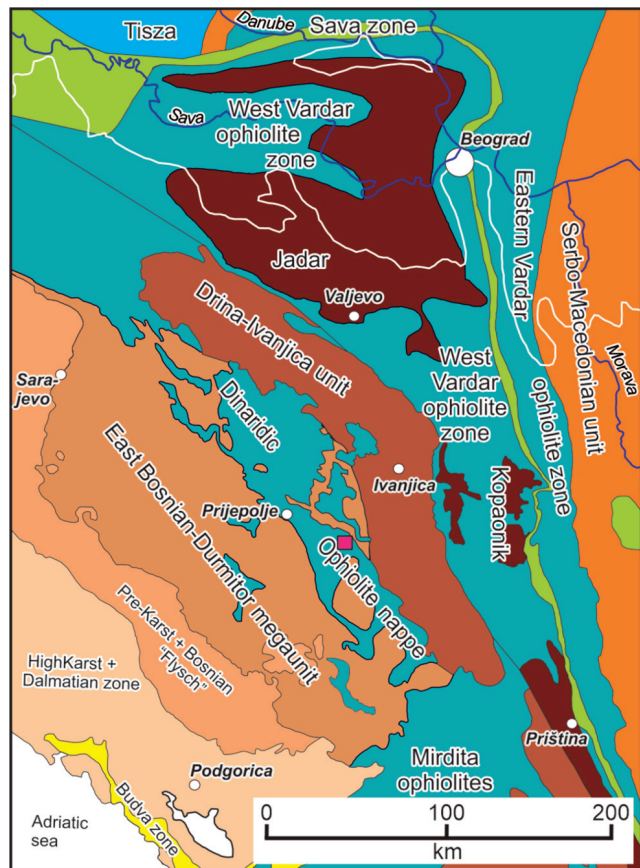 Tisza
Danube
Sava zone
Sava
West Vardar
ophiolite
zone
Beograd
Eastern Vardar
ophiolite zone
Serbo-Macedonian unit
Morava
Jadar
Valjevo
Drina-Ivanjica unit
West
Vardar
ophiolite
zone
Sara-
jevo
Dinaridic
Ophiolite nappe
Ivanjica
Kopaonik
Prijepolje
East Bosnian-Durmitor megaunit
Pre-Karst + Bosnian
"Flysch"
HighKarst +
Dalmatian zone
Priština
Mirdita
ophiolites
Podgorica
Budva zone
Adriatic
sea
0 100 200
km